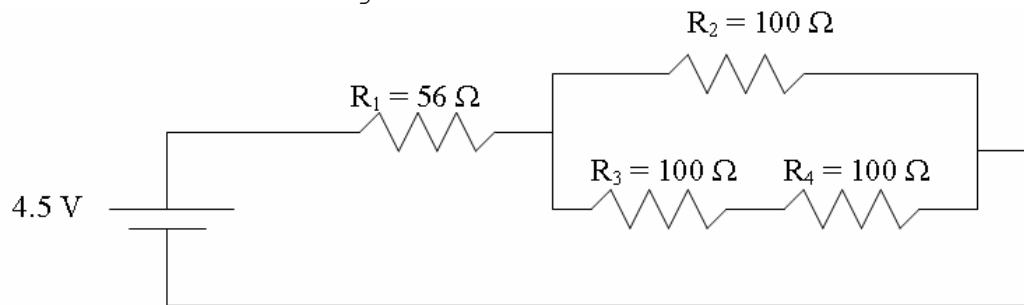 R₂ = 100 Ω
R₁ = 56 Ω
R₃ = 100 Ω R₄ = 100 Ω
4.5 V